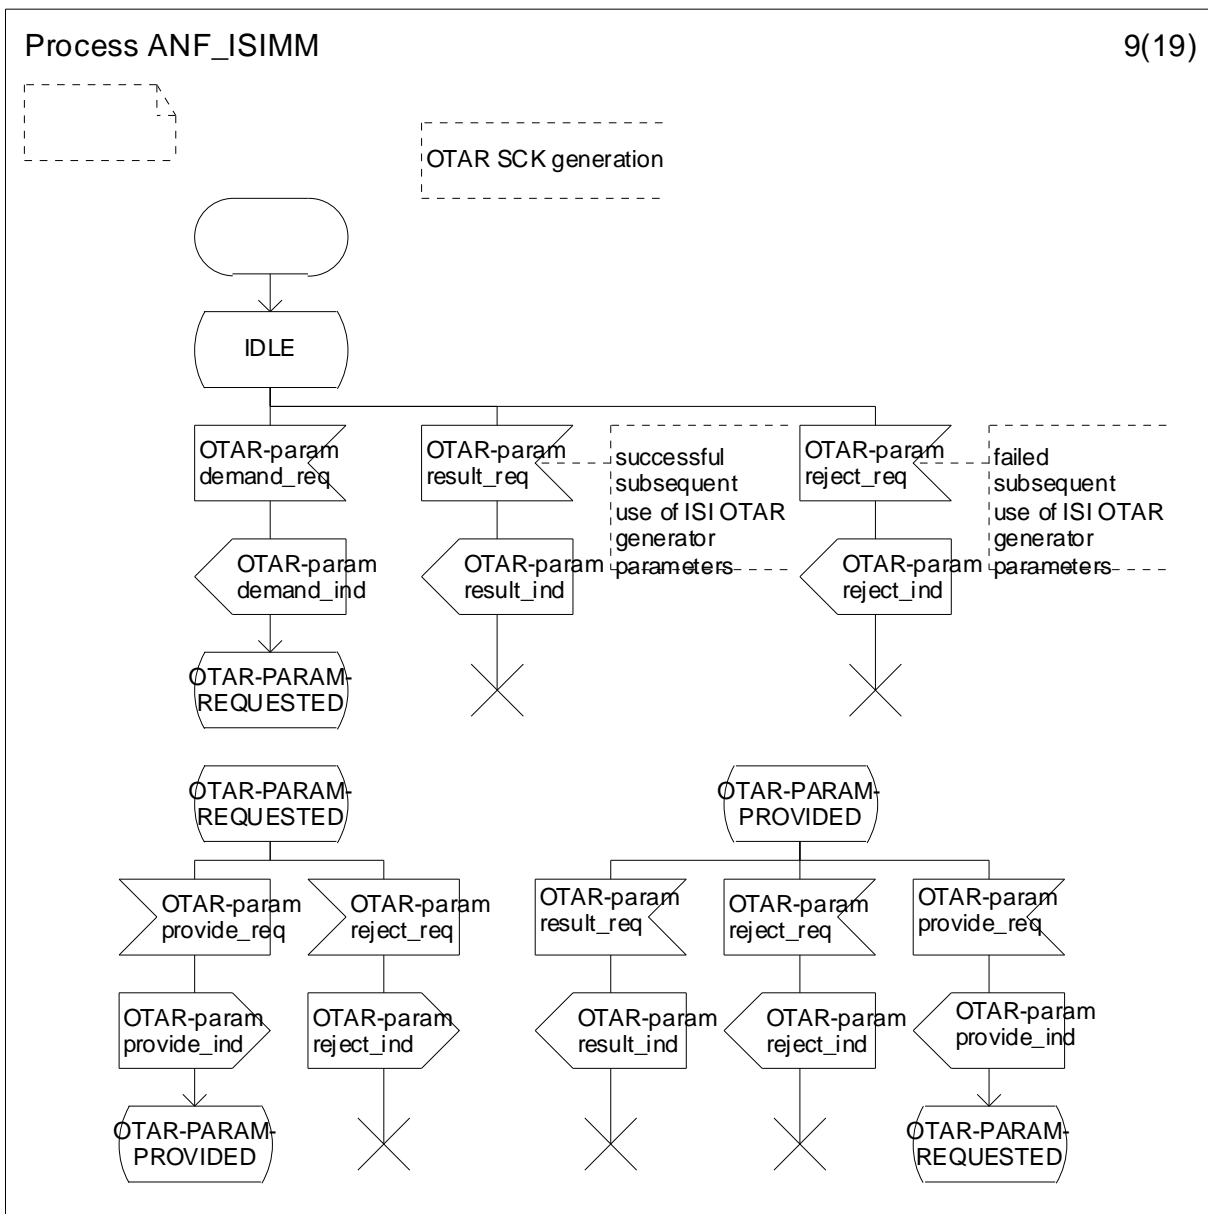 Process ANF_ISIMM
9(19)
OTAR SCK generation
IDLE
OTAR-param
demand_req
OTAR-param
result_req
successful
subsequent
use of ISI OTAR
generator
parameters
OTAR-param
reject_req
failed
subsequent
use of ISI OTAR
generator
parameters
OTAR-param
demand_ind
OTAR-param
result_ind
OTAR-param
reject_ind
OTAR-PARAM-
REQUESTED
OTAR-PARAM-
REQUESTED
OTAR-PARAM-
PROVIDED
OTAR-param
provide_req
OTAR-param
reject_req
OTAR-param
result_req
OTAR-param
reject_req
OTAR-param
provide_req
OTAR-param
provide_ind
OTAR-param
reject_ind
OTAR-param
result_ind
OTAR-param
reject_ind
OTAR-param
provide_ind
OTAR-PARAM-
PROVIDED
OTAR-PARAM-
REQUESTED